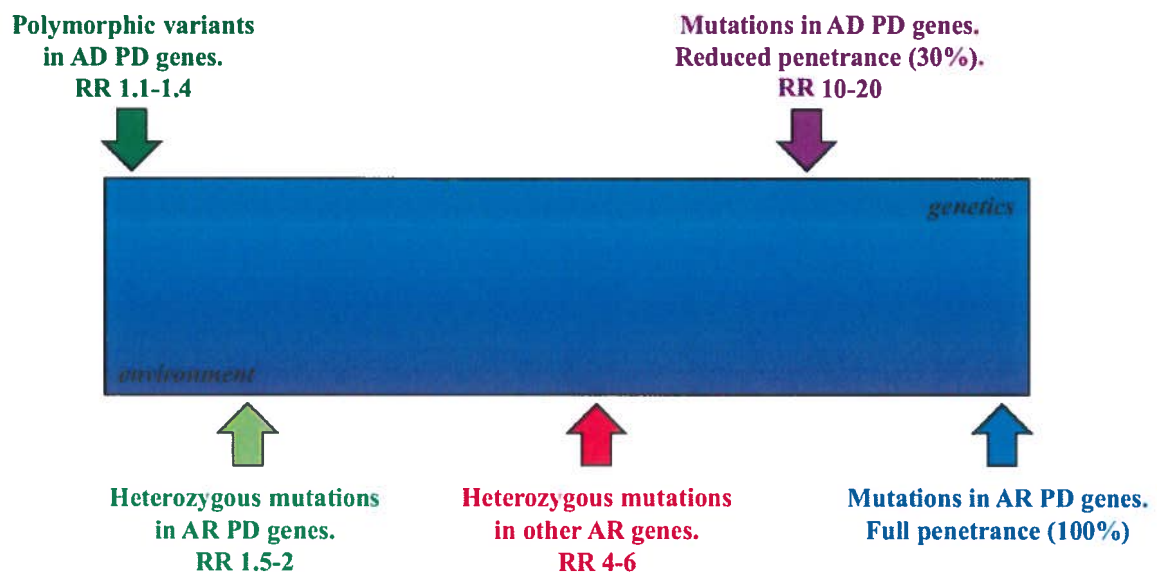 Polymorphic variants
in AD PD genes.
RR 1.1-1.4
Mutations in AD PD genes.
Reduced penetrance (30%).
RR 10-20
genetics
environment
Heterozygous mutations
in AR PD genes.
RR 1.5-2
Heterozygous mutations
in other AR genes.
RR 4-6
Mutations in AR PD genes.
Full penetrance (100%)